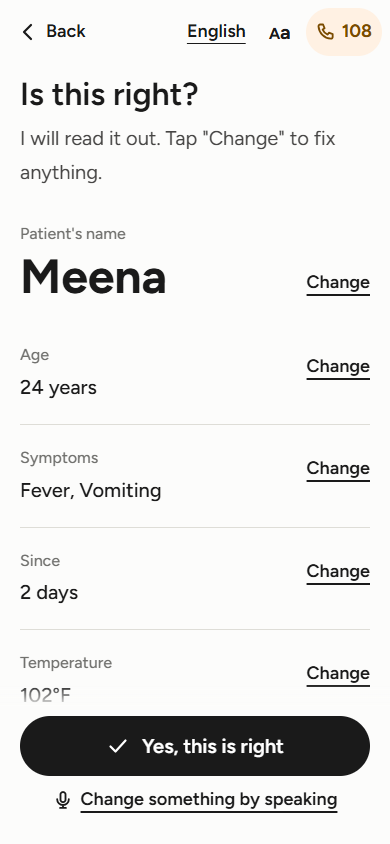 Back
English
Aa
108
Is this right?
I will read it out. Tap "Change" to fix
anything.
Patient's name
Meena
Change
Age
24 years
Change
Symptoms
Fever, Vomiting
Change
Since
2 days
Change
Temperature
102°F
Change
Yes, this is right
Change something by speaking